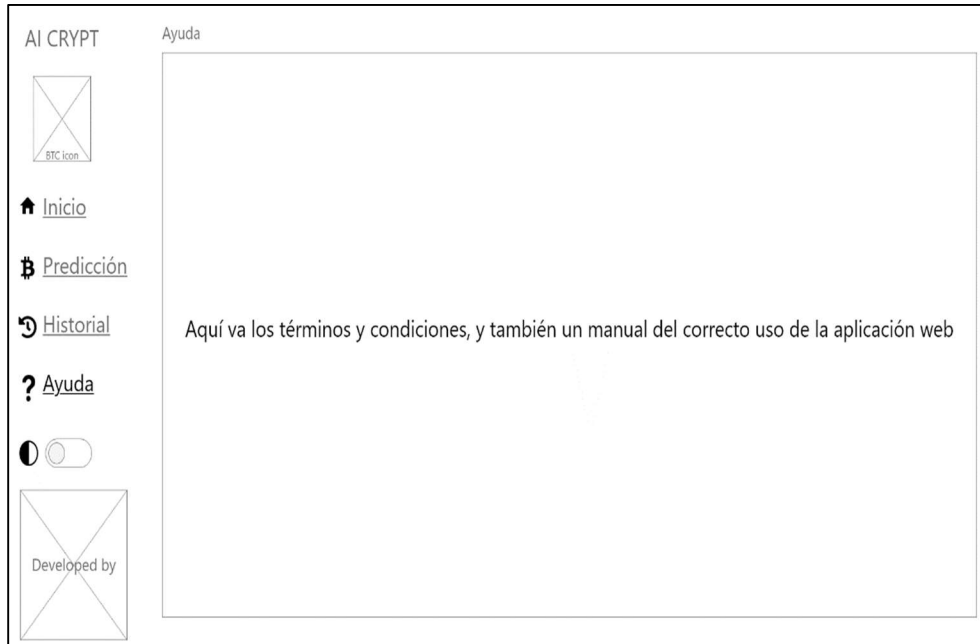 AI CRYPT
BTC icon
Inicio
Predicción
Historial
Ayuda
Developed by
Ayuda
Aquí va los términos y condiciones, y también un manual del correcto uso de la aplicación web